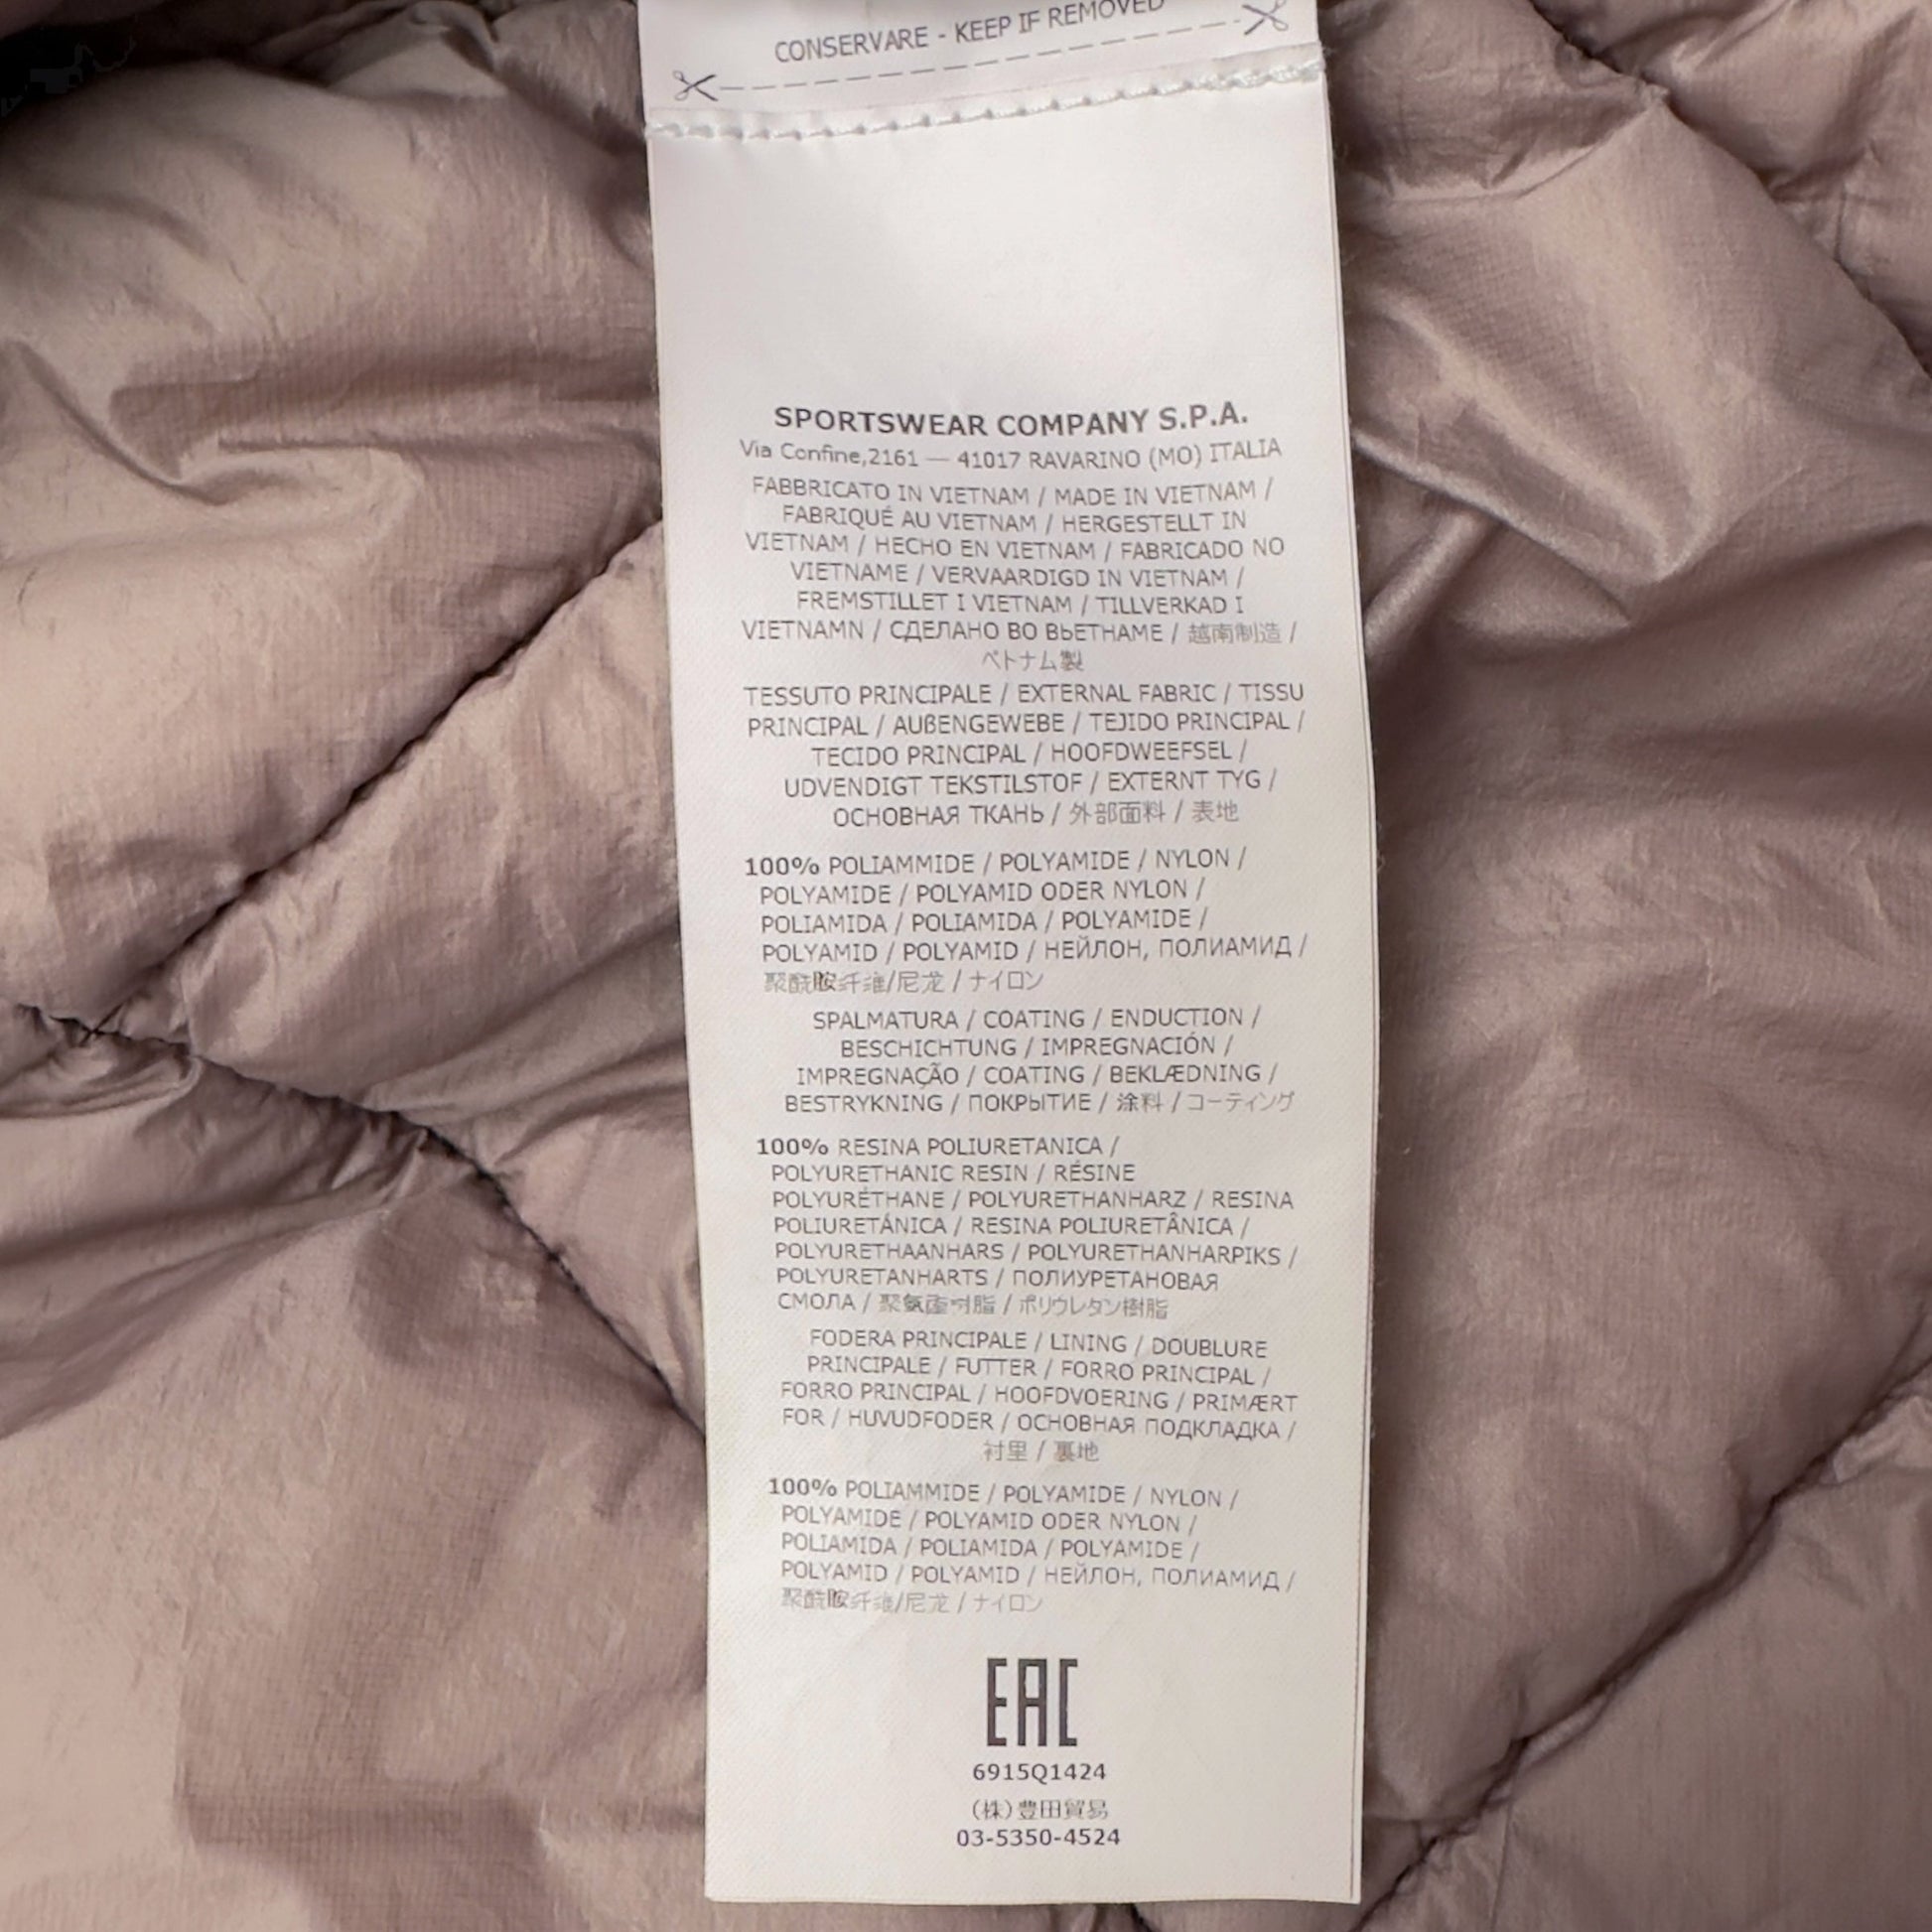 CONSERVARE - KEEP IF REMOVED
SPORTSWEAR COMPANY S.P.A.
Via Confine,2161 — 41017 RAVARINO (MO) ITALIA
FABBRICATO IN VIETNAM / MADE IN VIETNAM /
FABRIQUÉ AU VIETNAM / HERGESTELLT IN
VIETNAM / HECHO EN VIETNAM / FABRICADO NO
VIETNAME / VERVAARDIGD IN VIETNAM /
FREMSTILLET I VIETNAM / TILLVERKAD I
VIETNAMN / СДЕЛАНО ВО ВЬЕТНАМЕ / 越南制造 /
ベトナム製
TESSUTO PRINCIPALE / EXTERNAL FABRIC / TISSU
PRINCIPAL / AUßENGEWEBE / TEJIDO PRINCIPAL /
TECIDO PRINCIPAL / HOOFDWEEFSEL /
UDVENDIGT TEKSTILSTOF / EXTERNT TYG /
ОСНОВНАЯ ТКАНЬ / 外部面料 / 表地
100% POLIAMMIDE / POLYAMIDE / NYLON /
POLYAMIDE / POLYAMID ODER NYLON /
POLIAMIDA / POLIAMIDA / POLYAMIDE /
POLYAMID / POLYAMID / НЕЙЛОН, ПОЛИАМИД /
聚酰胺纤维/尼龙 / ナイロン
SPALMATURA / COATING / ENDUCTION /
BESCHICHTUNG / IMPREGNACIÓN /
IMPREGNAÇÃO / COATING / BEKLÆDNING /
BESTRYKNING / ПОКРЫТИЕ / 涂料 / コーティング
100% RESINA POLIURETANICA /
POLYURETHANIC RESIN / RÉSINE
POLYURÉTHANE / POLYURETHANHARZ / RESINA
POLIURETÁNICA / RESINA POLIURETÂNICA /
POLYURETHAANHARS / POLYURETHANHARPIKS /
POLYURETANHARTS / ПОЛИУРЕТАНОВАЯ
СМОЛА / 聚氨酯树脂 / ポリウレタン樹脂
FODERA PRINCIPALE / LINING / DOUBLURE
PRINCIPALE / FUTTER / FORRO PRINCIPAL /
FORRO PRINCIPAL / HOOFDVOERING / PRIMÆRT
FOR / HUVUDFODER / ОСНОВНАЯ ПОДКЛАДКА /
衬里 / 裏地
100% POLIAMMIDE / POLYAMIDE / NYLON /
POLYAMIDE / POLYAMID ODER NYLON /
POLIAMIDA / POLIAMIDA / POLYAMIDE /
POLYAMID / POLYAMID / НЕЙЛОН, ПОЛИАМИД /
聚酰胺纤维/尼龙 / ナイロン
EAC
6915Q1424
(株)豊田貿易
03-5350-4524